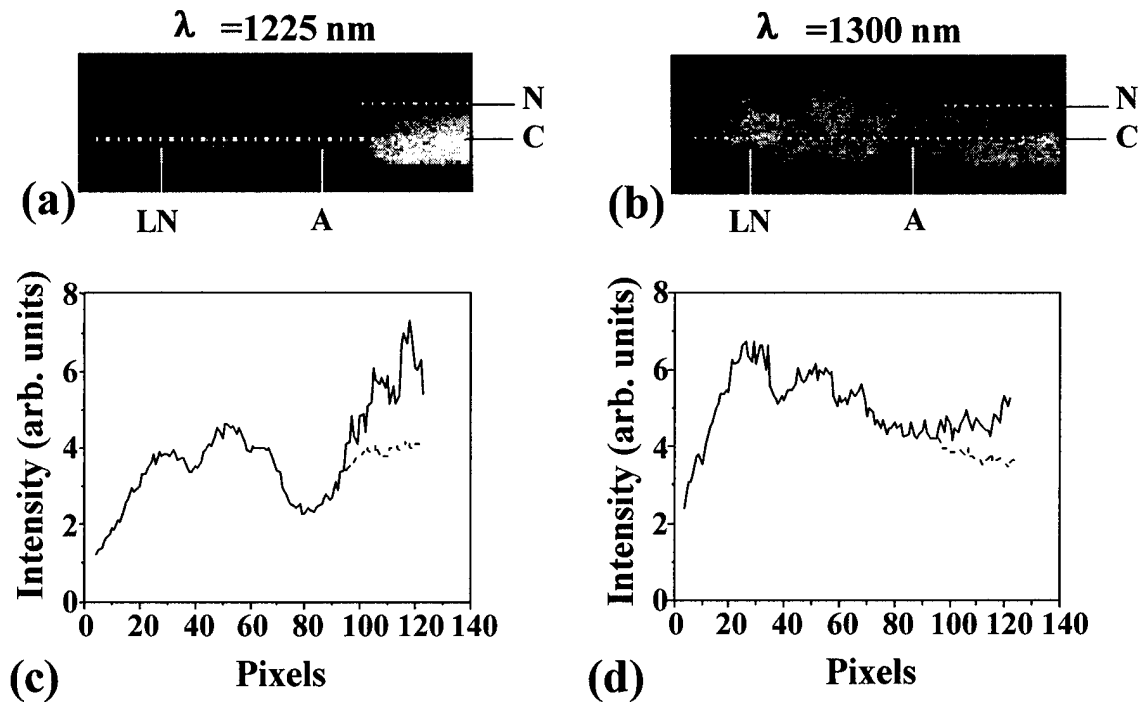 λ =1225 nm
λ =1300 nm
N
C
N
C
(a)
LN
A
(b)
LN
A
Intensity (arb. units)
8
6
4
2
0
0 20 40 60 80 100 120 140
Pixels
(c)
Intensity (arb. units)
8
6
4
2
0
0 20 40 60 80 100 120 140
Pixels
(d)